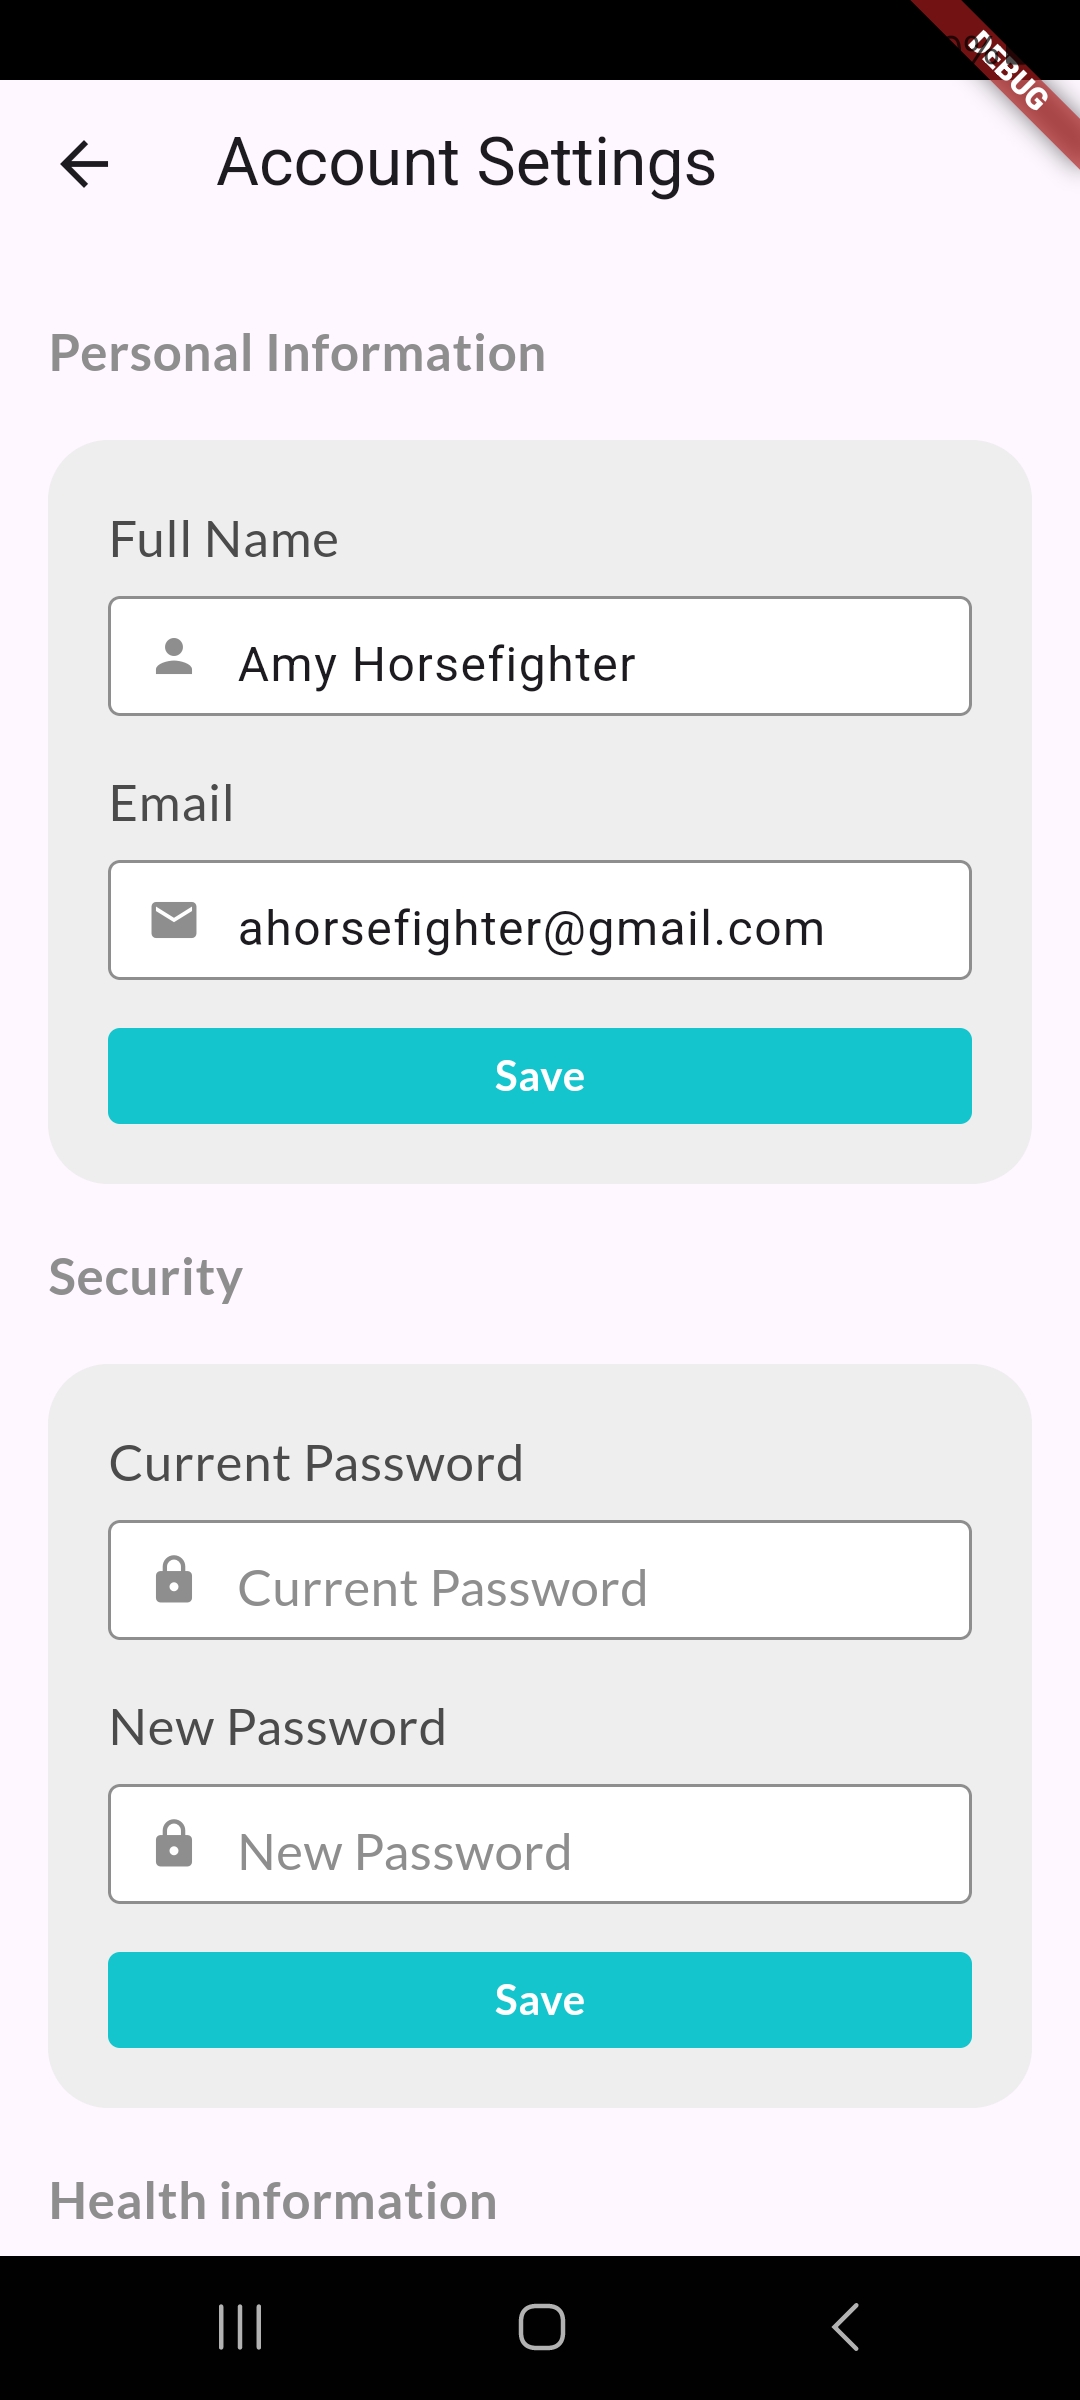 DEBUG
Account Settings
Personal Information
Full Name
Amy Horsefighter
Email
ahorsefighter@gmail.com
Save
Security
Current Password
Current Password
New Password
New Password
Save
Health information